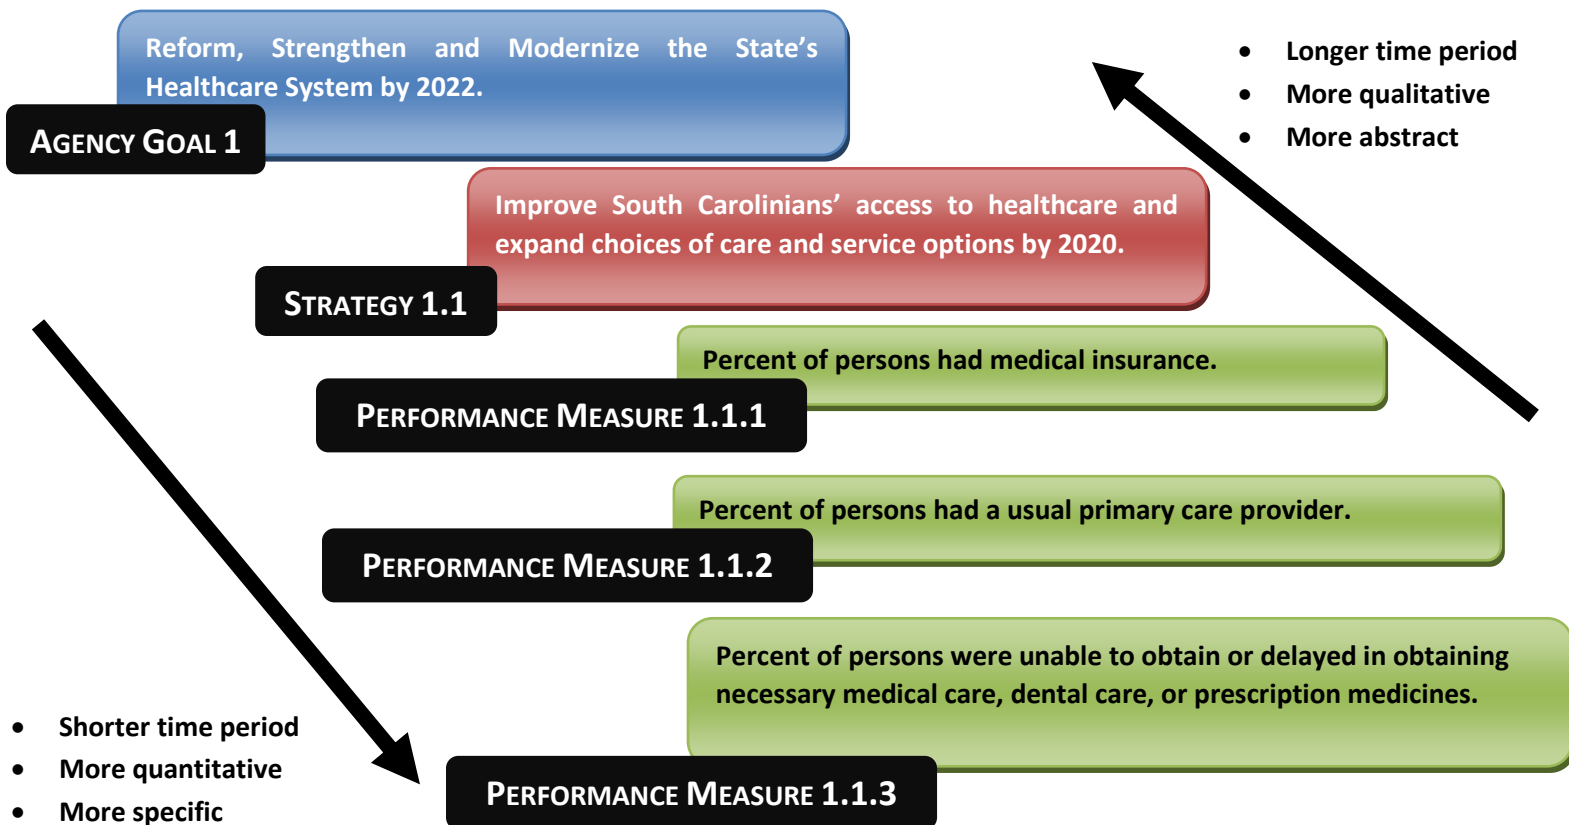 Reform, Strengthen and Modernize the State’s
Healthcare System by 2022.
AGENCY GOAL 1
• Longer time period
• More qualitative
• More abstract
Improve South Carolinians’ access to healthcare and
expand choices of care and service options by 2020.
STRATEGY 1.1
Percent of persons had medical insurance.
PERFORMANCE MEASURE 1.1.1
Percent of persons had a usual primary care provider.
PERFORMANCE MEASURE 1.1.2
Percent of persons were unable to obtain or delayed in obtaining
necessary medical care, dental care, or prescription medicines.
PERFORMANCE MEASURE 1.1.3
• Shorter time period
• More quantitative
• More specific